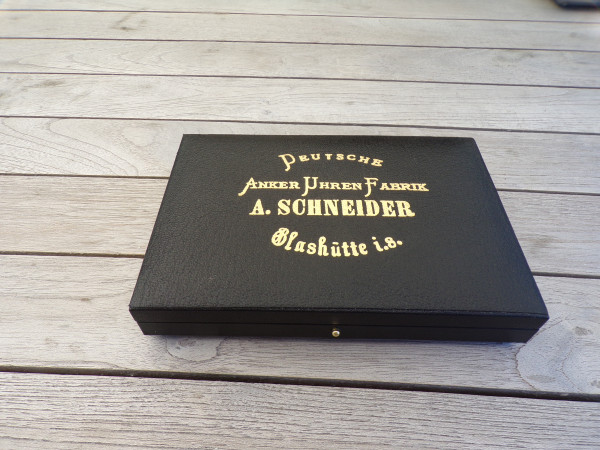 DEUTSCHE
ANKER UHREN FABRIK
A. SCHNEIDER
Glashütte i.s.